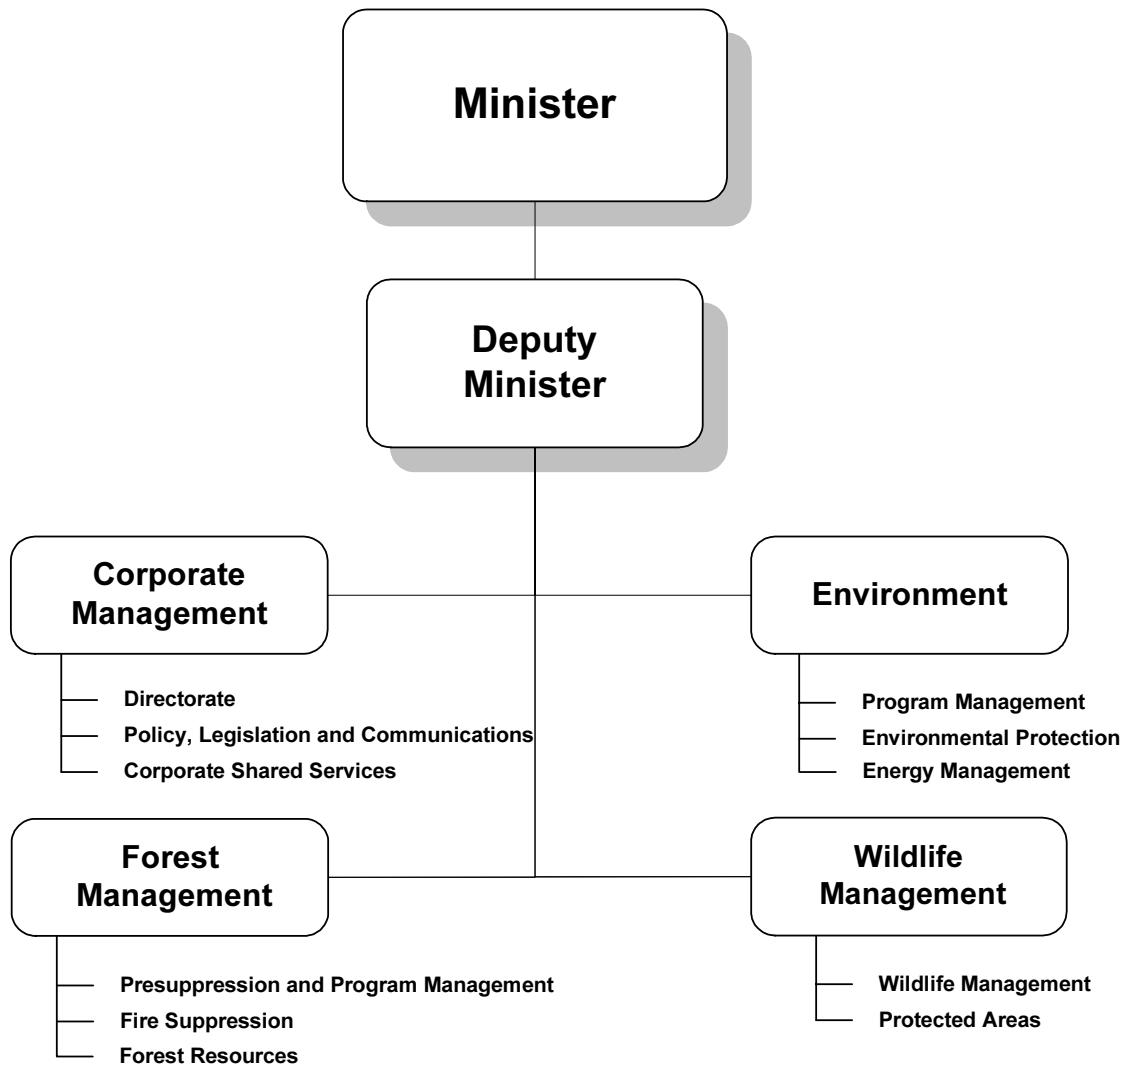 Minister
Deputy
Minister
Corporate
Management
Environment
Directorate
Policy, Legislation and Communications
Corporate Shared Services
Program Management
Environmental Protection
Energy Management
Forest
Management
Wildlife
Management
Presuppression and Program Management
Fire Suppression
Forest Resources
Wildlife Management
Protected Areas